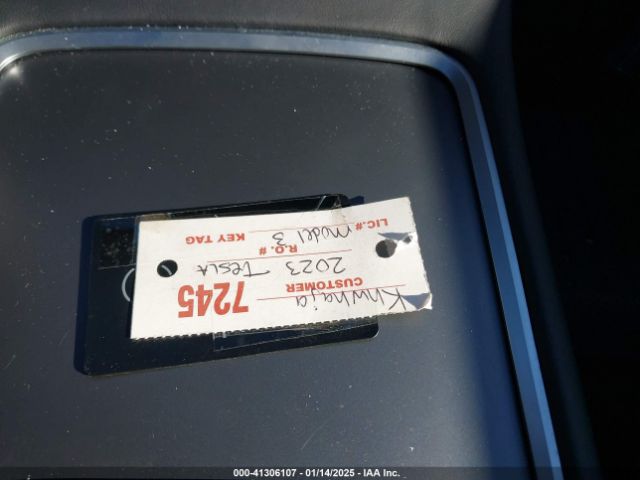 7245
CUSTOMER Khwhaja
2023 Tesla
R.O. #
KEY TAG
LIC. # Model 3
000-41306107 - 01/14/2025 - IAA Inc.